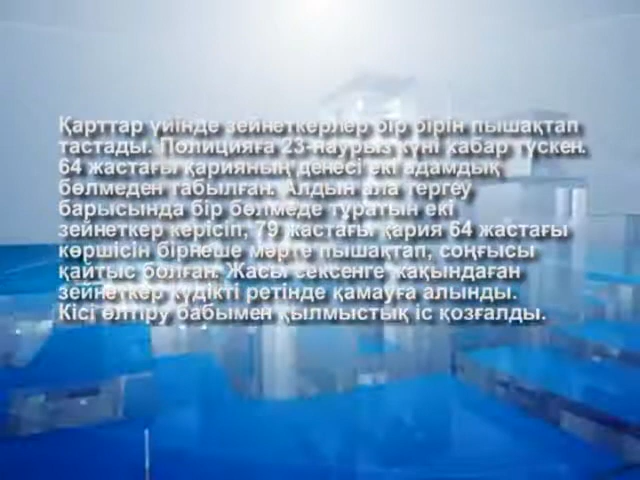 Қарттар үйінде зейнеткерлер бір бірін пышақтап
тастады. Полицияға 23-наурыз күні хабар түскен.
64 жастағы қарияның денесі екі адамдық
бөлмеден табылған. Алдын ала тергеу
барысында бір бөлмеде тұратын екі
зейнеткер керісіп, 79 жастағы қария 64 жастағы
көршісін бірнеше мәрте пышақтап, соңғысы
қайтыс болған. Жасы сексенге жақындаған
зейнеткер күдікті ретінде қамауға алынды.
Кісі өлтіру бабымен қылмыстық іс қозғалды.